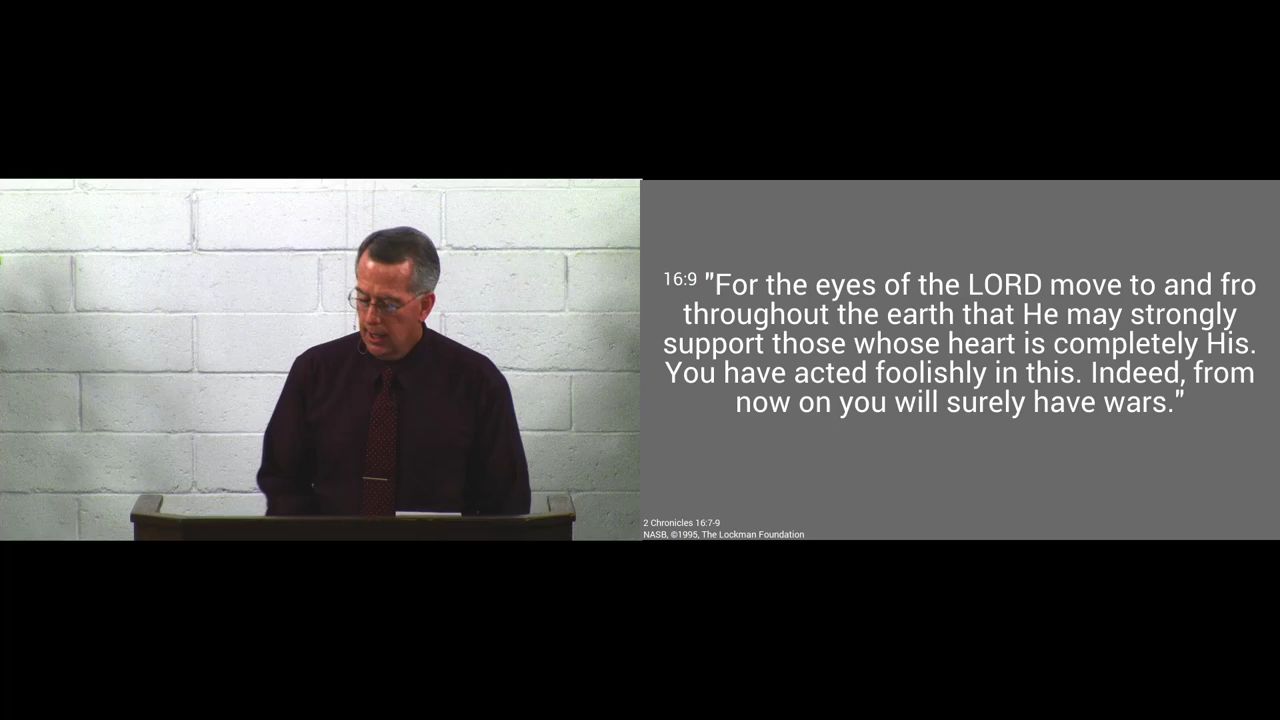 16:9 "For the eyes of the LORD move to and fro
throughout the earth that He may strongly
support those whose heart is completely His.
You have acted foolishly in this. Indeed, from
now on you will surely have wars."
2 Chronicles 16:7-9
NASB, ©1995, The Lockman Foundation